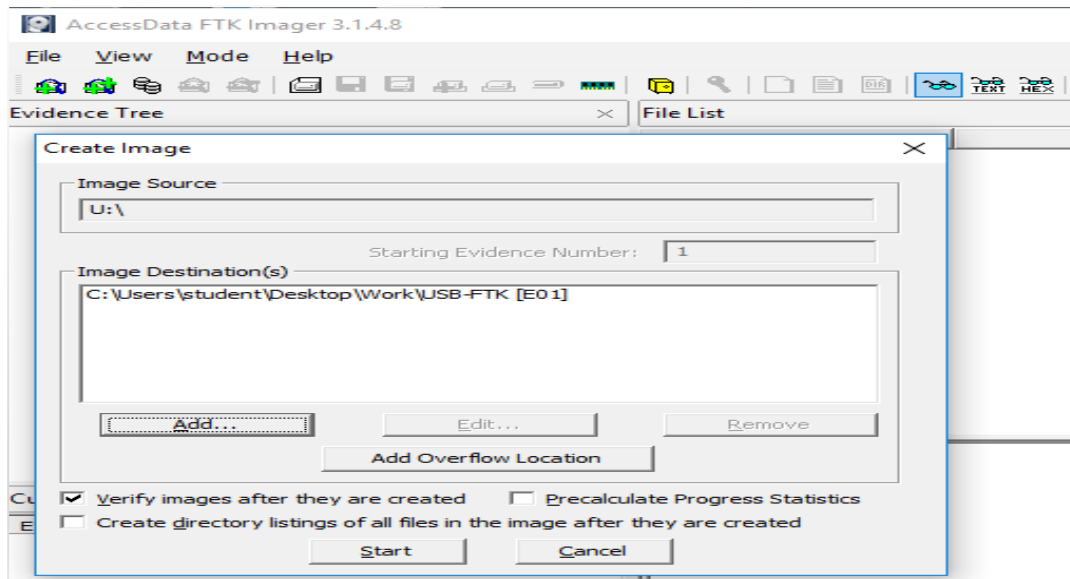 AccessData FTK Imager 3.1.4.8
File View Mode Help
TEXT HEX
DIR
Evidence Tree
File List
Create Image
Image Source
U:\
Starting Evidence Number: 1
Image Destination(s)
C:\Users\student\Desktop\Work\USB-FTK [E01]
Add... Edit... Remove
Add Overflow Location
Cu
Verify images after they are created Precalculate Progress Statistics
E
Create directory listings of all files in the image after they are created
Start Cancel